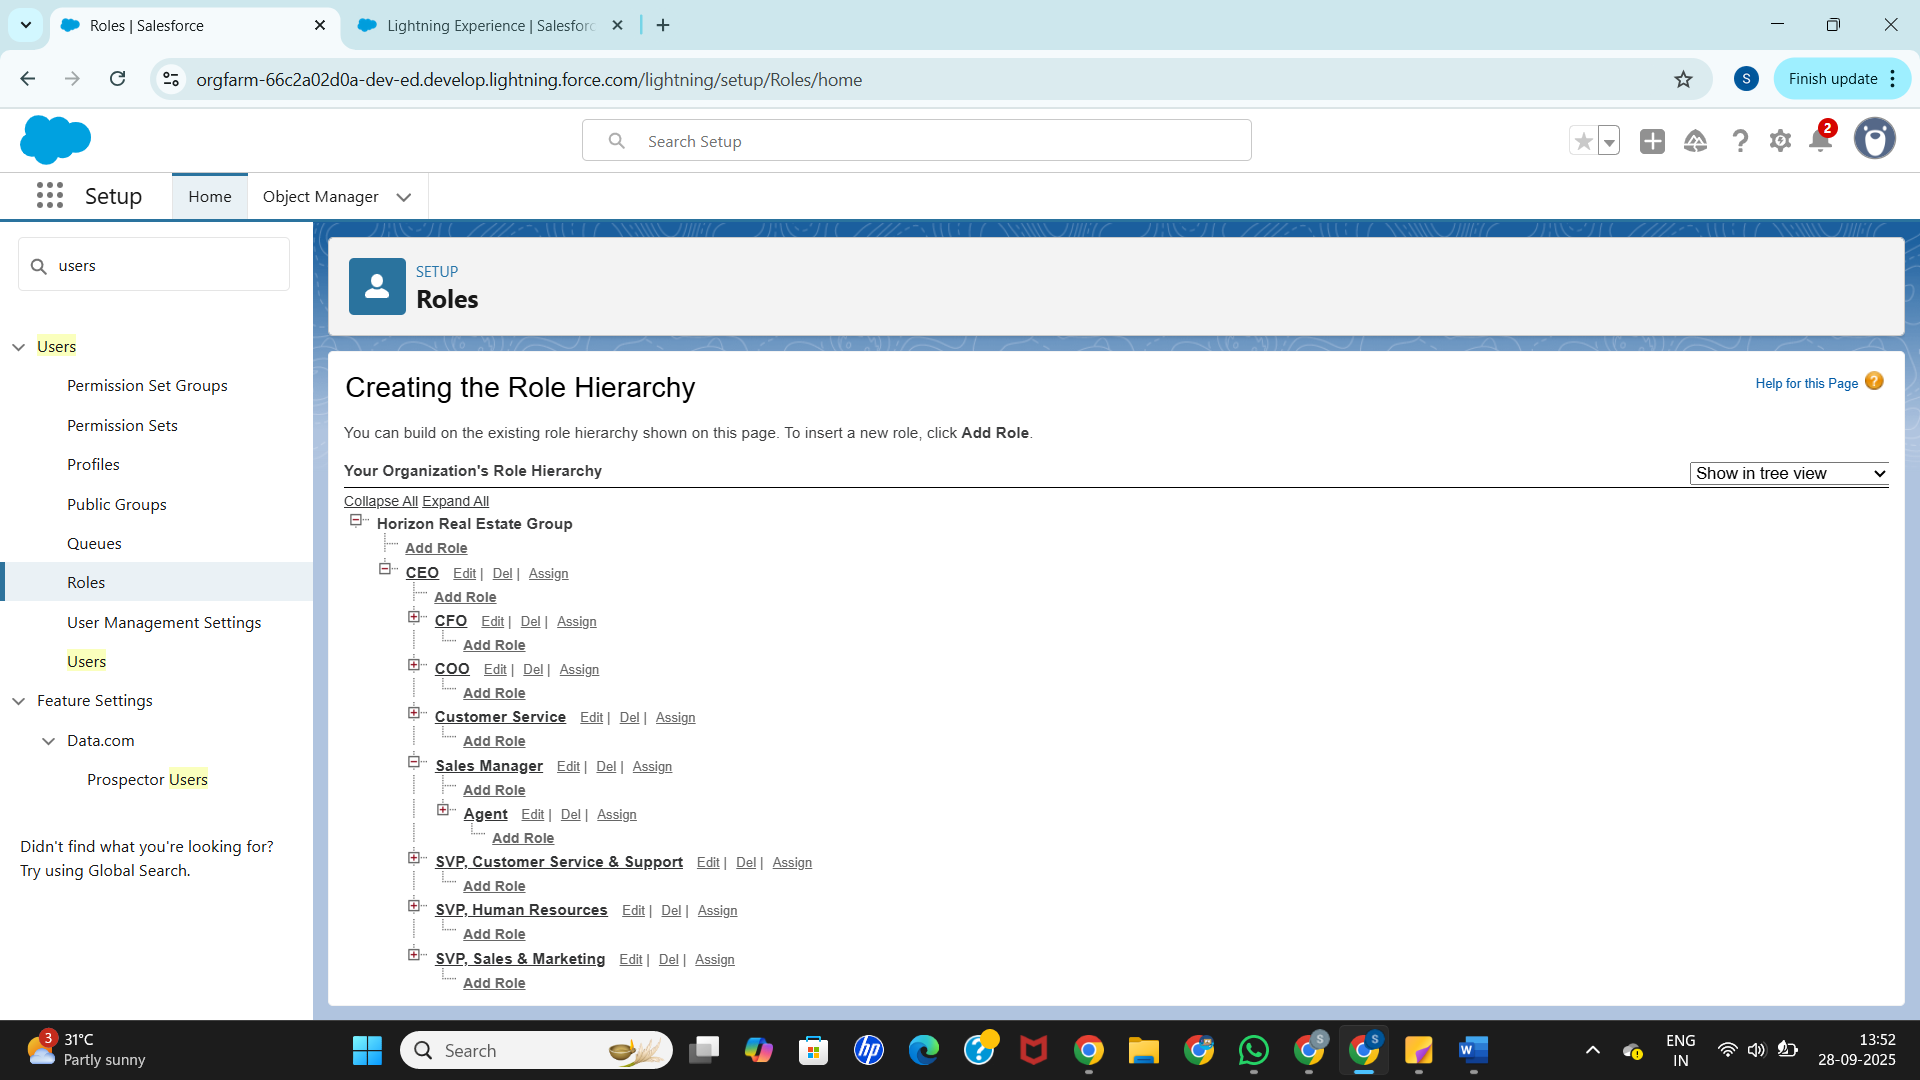 Roles | Salesforce
Lightning Experience | Salesforc
orgfarm-66c2a02d0a-dev-ed.develop.lightning.force.com/lightning/setup/Roles/home
S
Finish update
Search Setup
2
Setup
Home
Object Manager
users
Users
Permission Set Groups
Permission Sets
Profiles
Public Groups
Queues
Roles
User Management Settings
Users
Feature Settings
Data.com
Prospector Users
Didn't find what you're looking for?
Try using Global Search.
SETUP
Roles
Creating the Role Hierarchy
Help for this Page ?
You can build on the existing role hierarchy shown on this page. To insert a new role, click Add Role.
Your Organization's Role Hierarchy
Show in tree view
Collapse All Expand All
Horizon Real Estate Group
Add Role
CEO Edit | Del | Assign
Add Role
CFO Edit | Del | Assign
Add Role
COO Edit | Del | Assign
Add Role
Customer Service Edit | Del | Assign
Add Role
Sales Manager Edit | Del | Assign
Add Role
Agent Edit | Del | Assign
Add Role
SVP, Customer Service & Support Edit | Del | Assign
Add Role
SVP, Human Resources Edit | Del | Assign
Add Role
SVP, Sales & Marketing Edit | Del | Assign
Add Role
3
31°C
Partly sunny
Search
hp
S
S
W
ENG
IN
13:52
28-09-2025